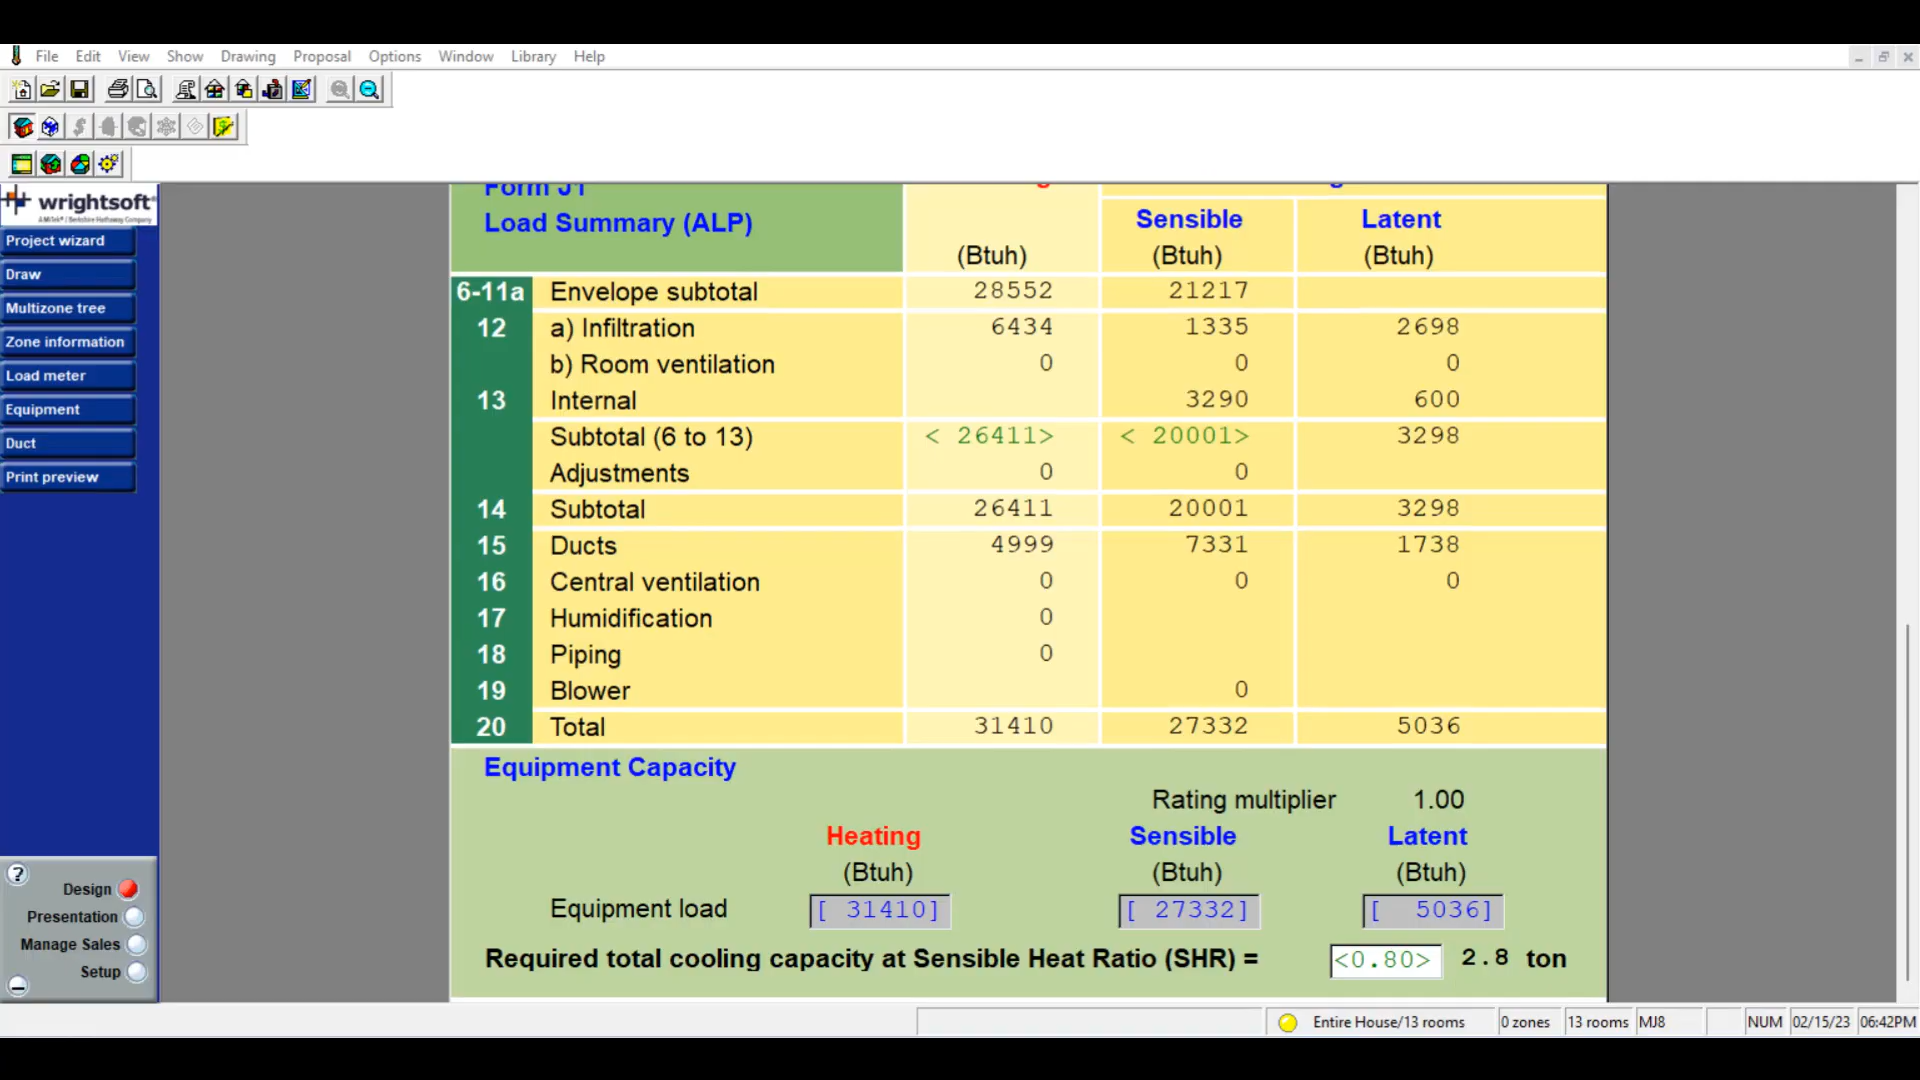 File Edit View Show Drawing Proposal Options Window Library Help
wrightsoft
Project wizard
Draw
Multizone tree
Zone information
Load meter
Equipment
Duct
Print preview
Form J1
Load Summary (ALP)
Sensible Latent
(Btuh) (Btuh) (Btuh)
6-11a Envelope subtotal 28552 21217
12 a) Infiltration 6434 1335 2698
b) Room ventilation 0 0 0
13 Internal 3290 600
Subtotal (6 to 13) < 26411> < 20001> 3298
Adjustments 0 0
14 Subtotal 26411 20001 3298
15 Ducts 4999 7331 1738
16 Central ventilation 0 0 0
17 Humidification 0
18 Piping 0
19 Blower 0
20 Total 31410 27332 5036
Equipment Capacity
Rating multiplier 1.00
Heating Sensible Latent
(Btuh) (Btuh) (Btuh)
Equipment load [ 31410] [ 27332] [ 5036]
Required total cooling capacity at Sensible Heat Ratio (SHR) = <0.80> 2.8 ton
?
Design
Presentation
Manage Sales
Setup
Entire House/13 rooms 0 zones 13 rooms MJ8 NUM 02/15/23 06:42PM